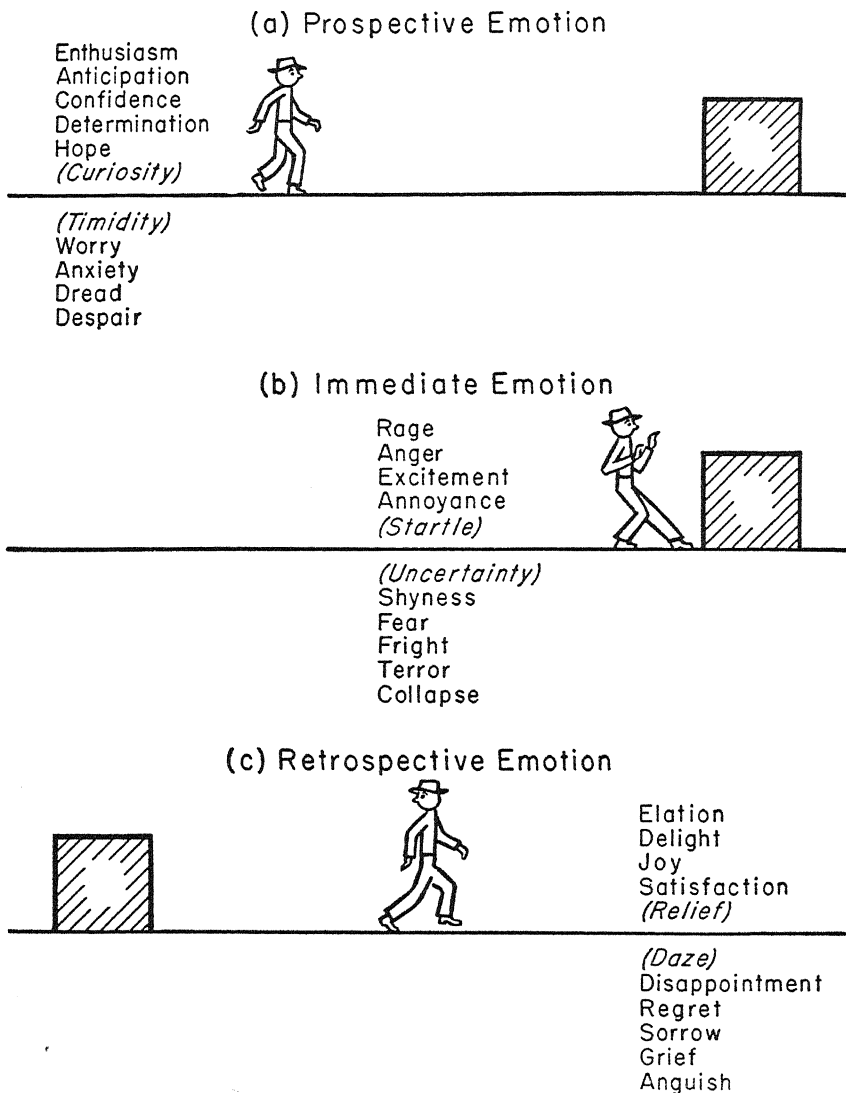 (a) Prospective Emotion
Enthusiasm
Anticipation
Confidence
Determination
Hope
(Curiosity)
(Timidity)
Worry
Anxiety
Dread
Despair
(b) Immediate Emotion
Rage
Anger
Excitement
Annoyance
(Startle)
(Uncertainty)
Shyness
Fear
Fright
Terror
Collapse
(c) Retrospective Emotion
Elation
Delight
Joy
Satisfaction
(Relief)
(Daze)
Disappointment
Regret
Sorrow
Grief
Anguish